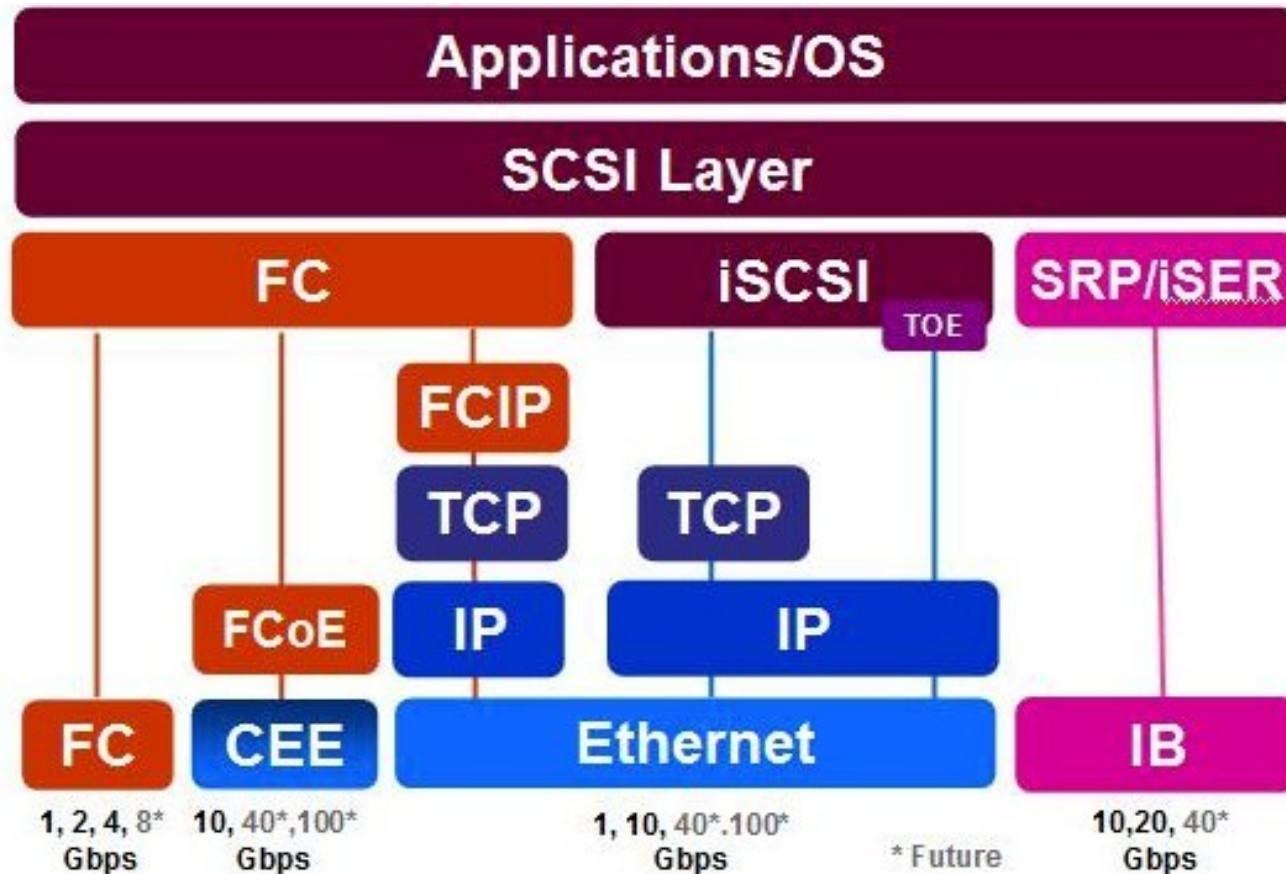 Applications/OS
SCSI Layer
FC
iSCSI
SRP/iSER
TOE
FCIP
TCP
TCP
FCoE
IP
IP
FC
CEE
Ethernet
IB
1, 2, 4, 8*
Gbps
10, 40*,100*
Gbps
1, 10, 40*.100*
Gbps
* Future
10,20, 40*
Gbps